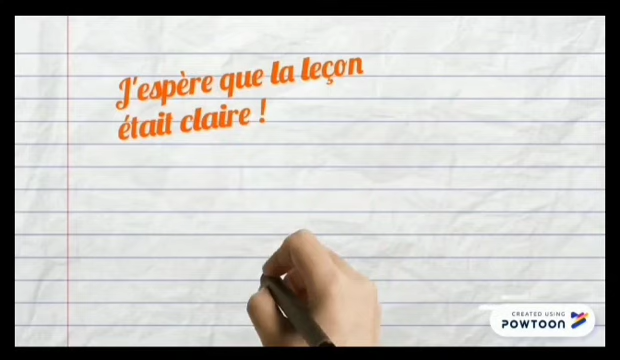 J'espère que la leçon
était claire !
CREATED USING
POWTOON